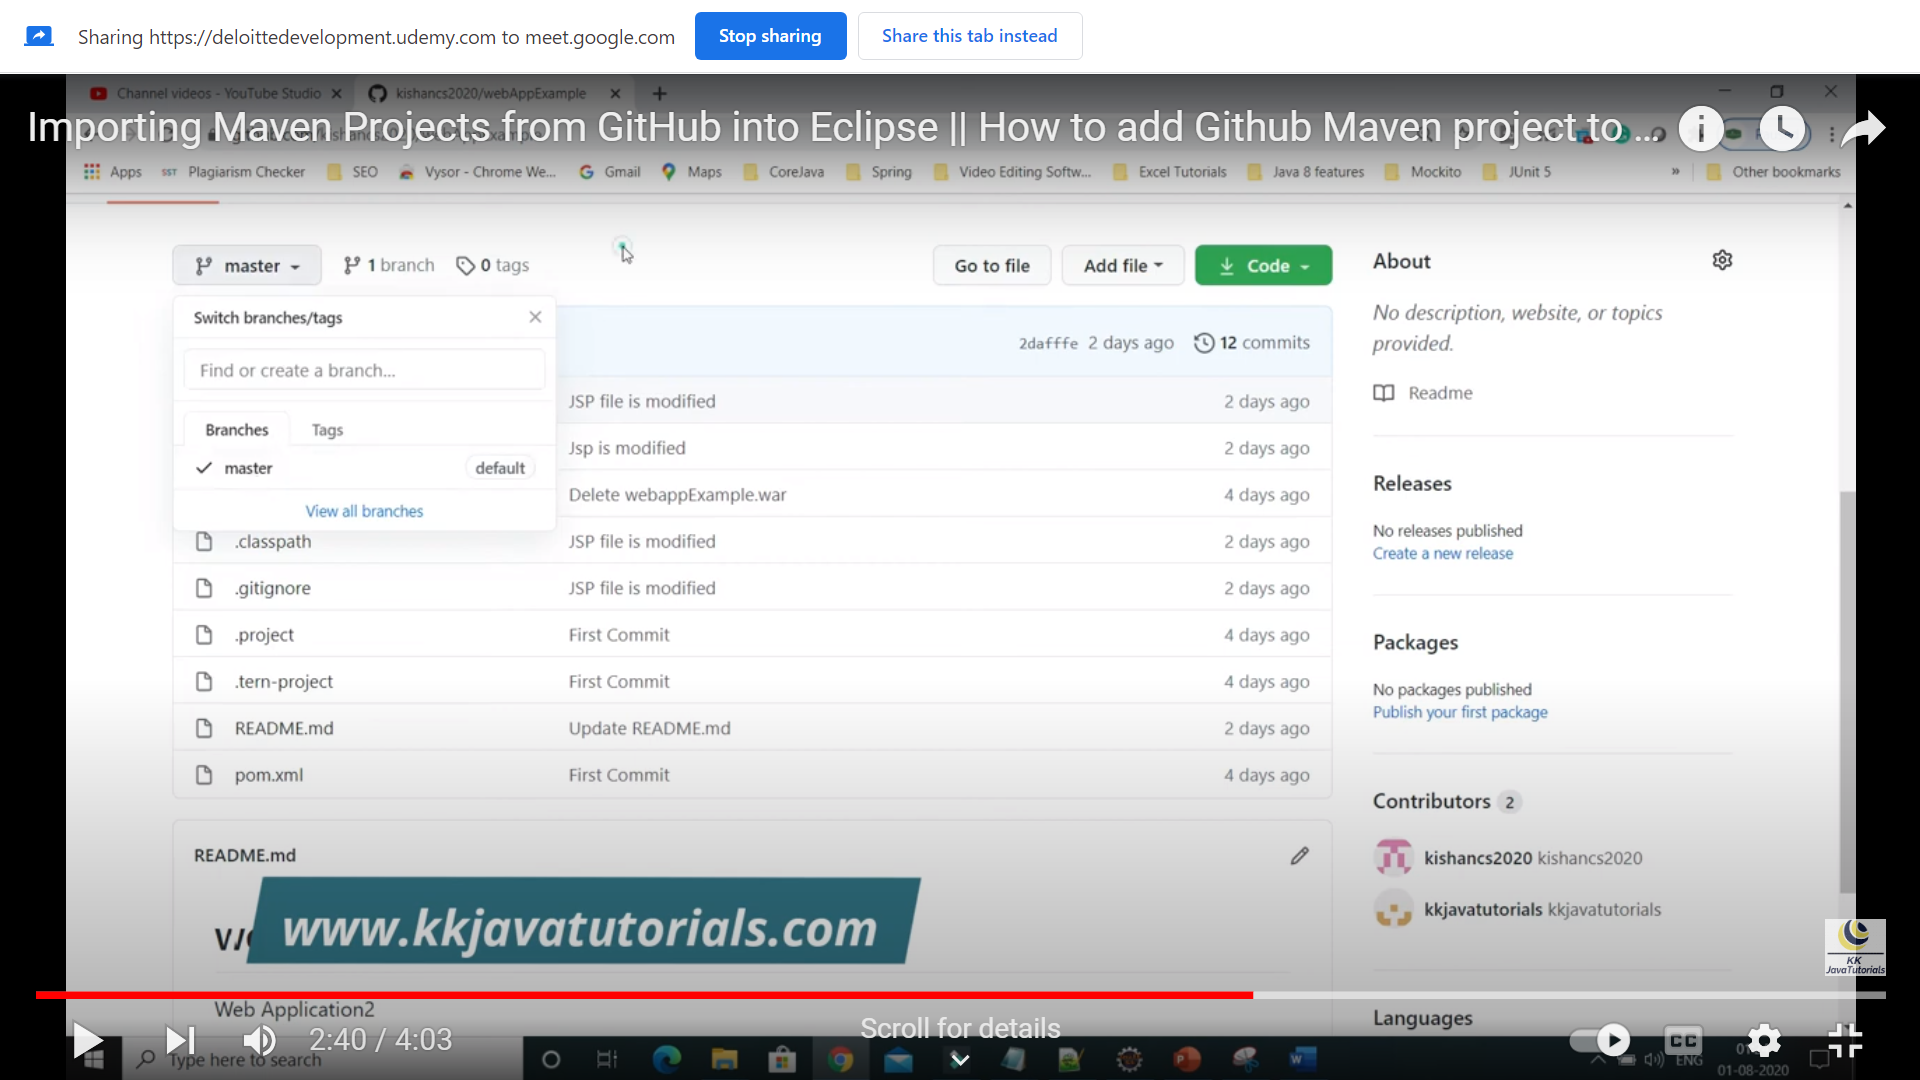 Sharing https://deloittedevelopment.udemy.com to meet.google.com Stop sharing Share this tab instead
Channel videos - YouTube Studio kishancs2020/webAppExample
Importing Maven Projects from GitHub into Eclipse || How to add Github Maven project to ...
Apps SST Plagiarism Checker SEO Vysor - Chrome We... Gmail Maps CoreJava Spring Video Editing Softw... Excel Tutorials Java 8 features Mockito JUnit 5 » Other bookmarks
master 1 branch 0 tags Go to file Add file Code
About
Switch branches/tags
No description, website, or topics
provided.
2dafffe 2 days ago 12 commits
Find or create a branch...
Readme
JSP file is modified 2 days ago
Branches Tags
Jsp is modified 2 days ago
master default
Releases
Delete webappExample.war 4 days ago
View all branches
No releases published
Create a new release
.classpath JSP file is modified 2 days ago
.gitignore JSP file is modified 2 days ago
.project First Commit 4 days ago
Packages
.tern-project First Commit 4 days ago
No packages published
Publish your first package
README.md Update README.md 2 days ago
pom.xml First Commit 4 days ago
Contributors 2
README.md
kishancs2020 kishancs2020
kkjavatutorials kkjavatutorials
www.kkjavatutorials.com
KK
JavaTutorials
Web Application2
Languages
2:40 / 4:03
Scroll for details
CC
Type here to search
ENG
01-08-2020